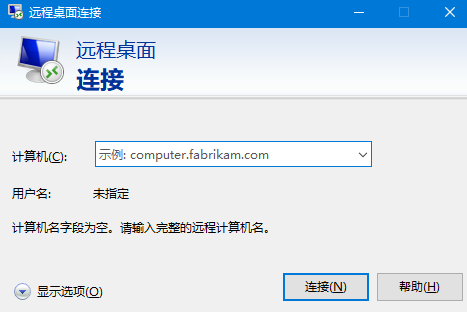 远程桌面连接
远程桌面
连接
计算机(C):
示例: computer.fabrikam.com
用户名:
未指定
计算机名字段为空。请输入完整的远程计算机名。
显示选项(O)
连接(N)
帮助(H)